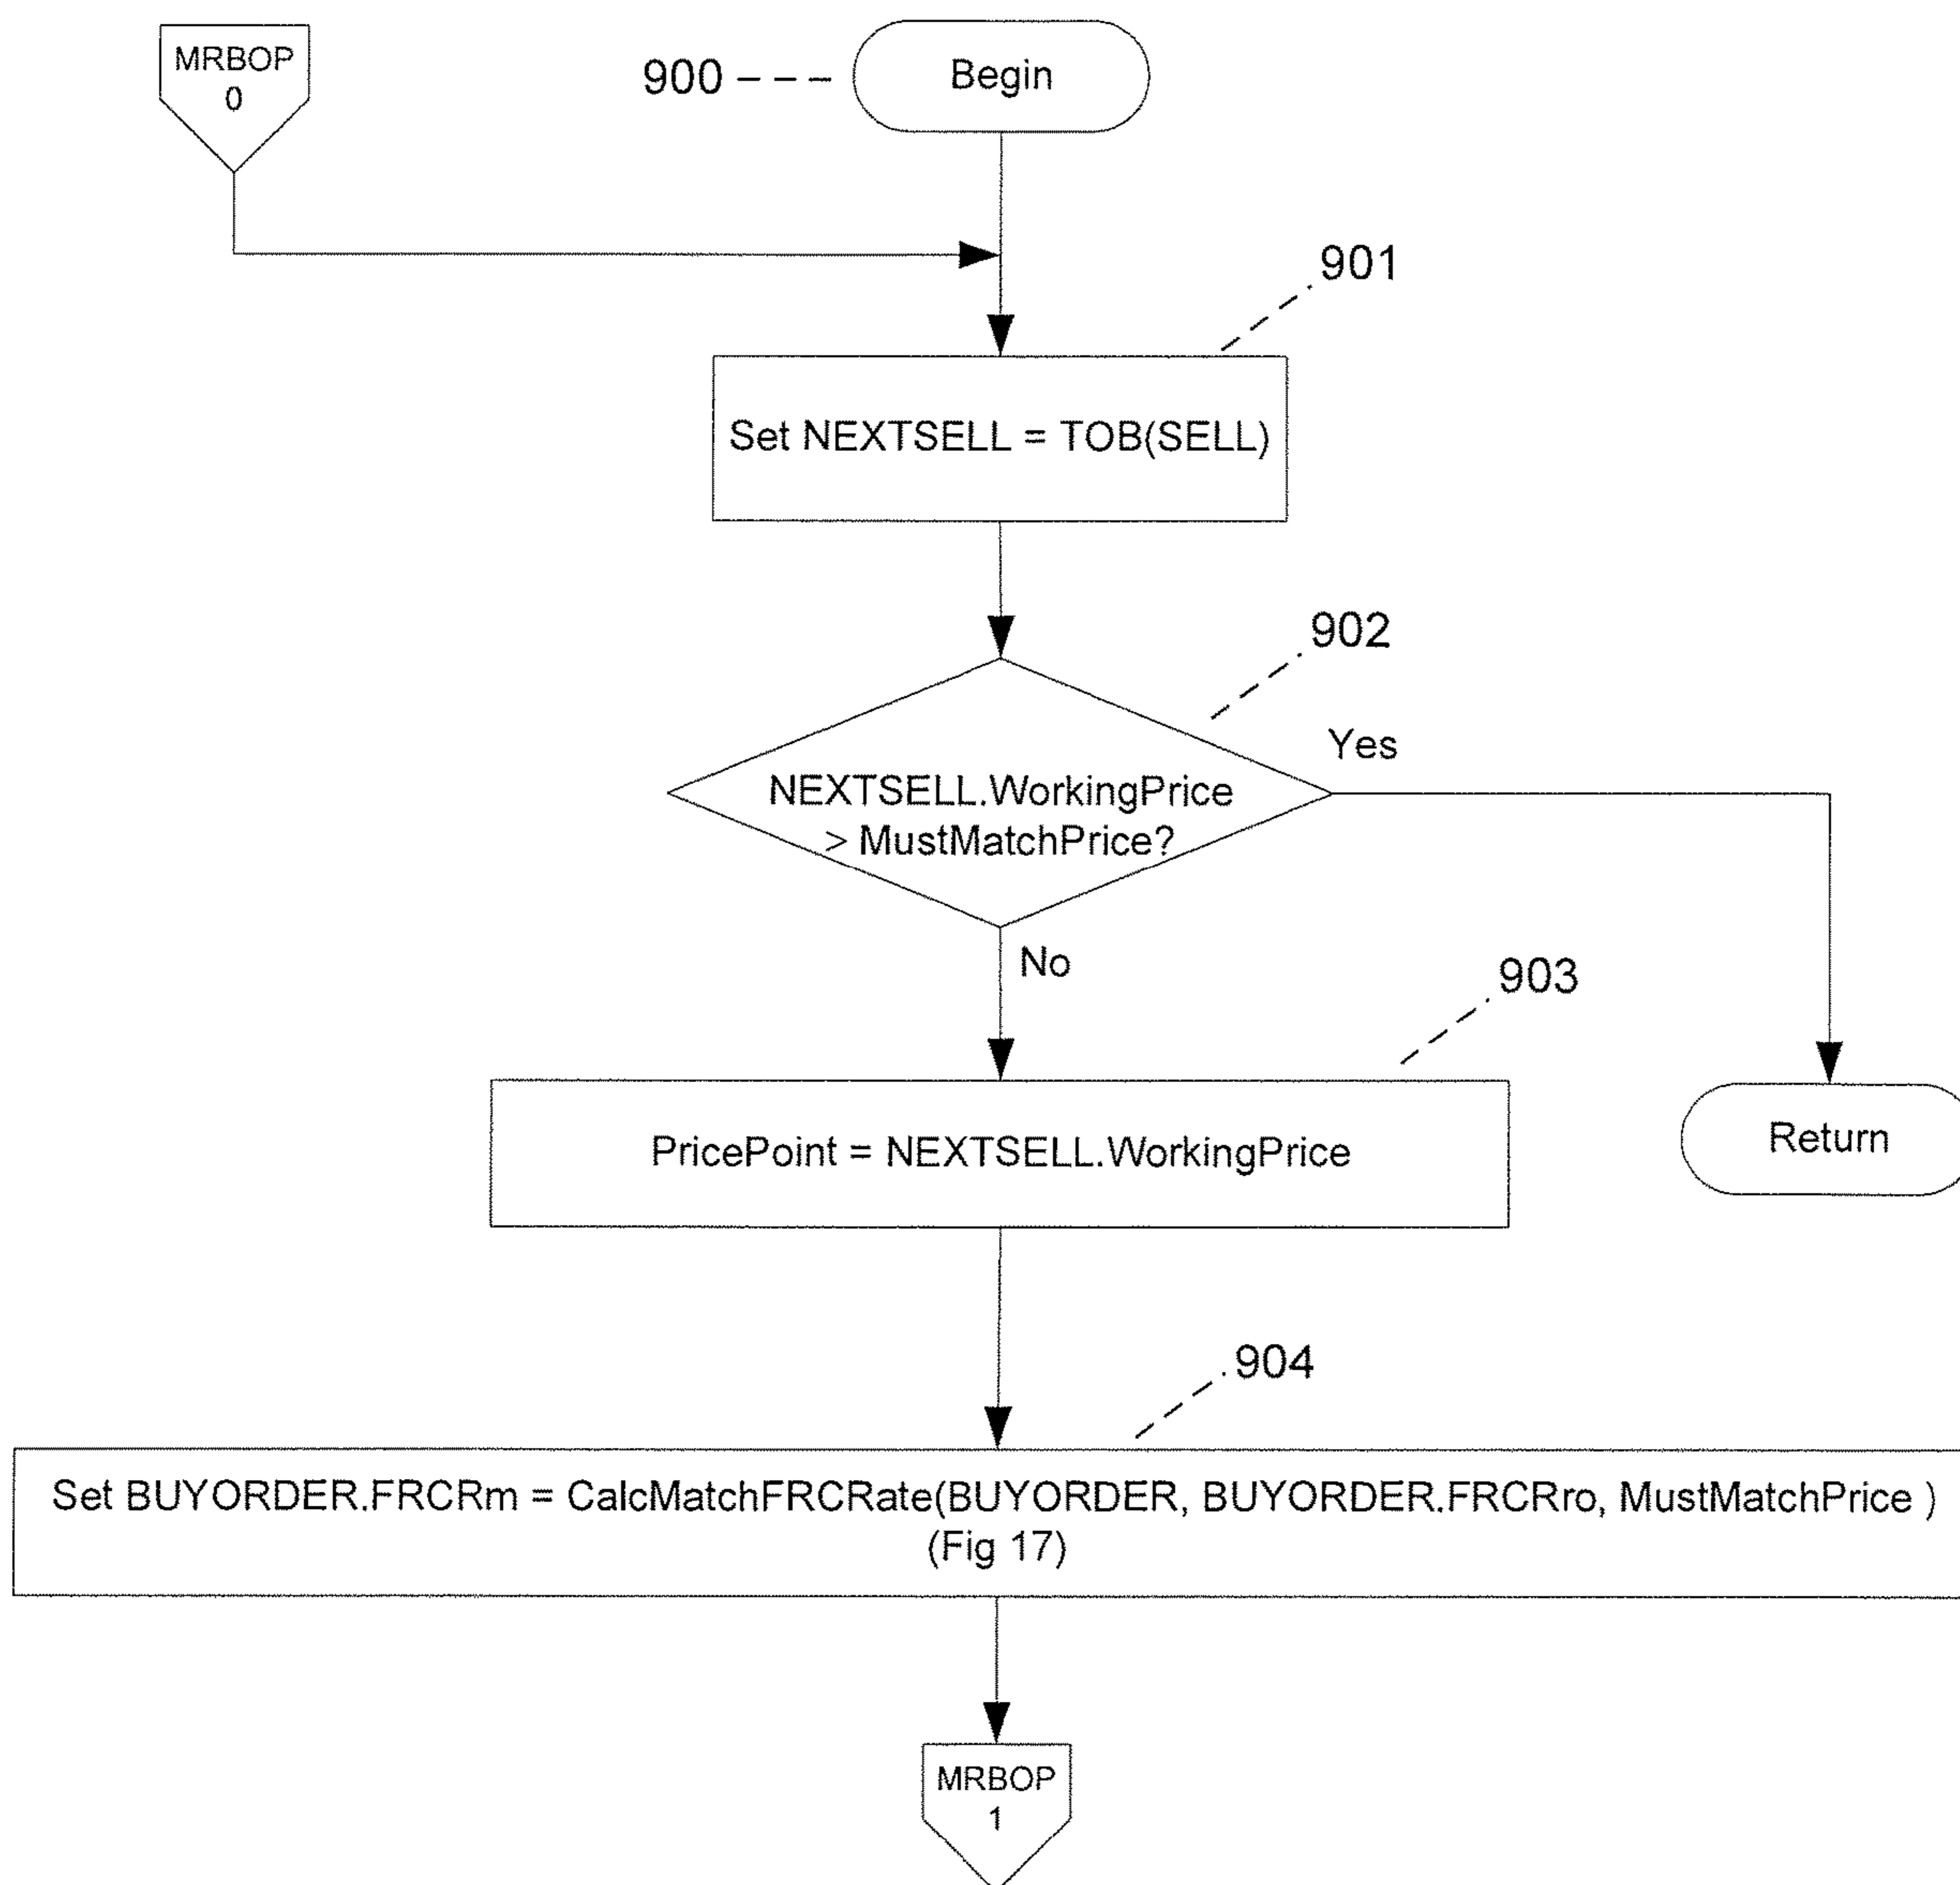 MRBOP
0
900
Begin
901
Set NEXTSELL = TOB(SELL)
902
Yes
NEXTSELL.WorkingPrice
> MustMatchPrice?
No
903
PricePoint = NEXTSELL.WorkingPrice
Return
904
Set BUYORDER.FRCRm = CalcMatchFRCRate(BUYORDER, BUYORDER.FRCRro, MustMatchPrice )
(Fig 17)
MRBOP
1